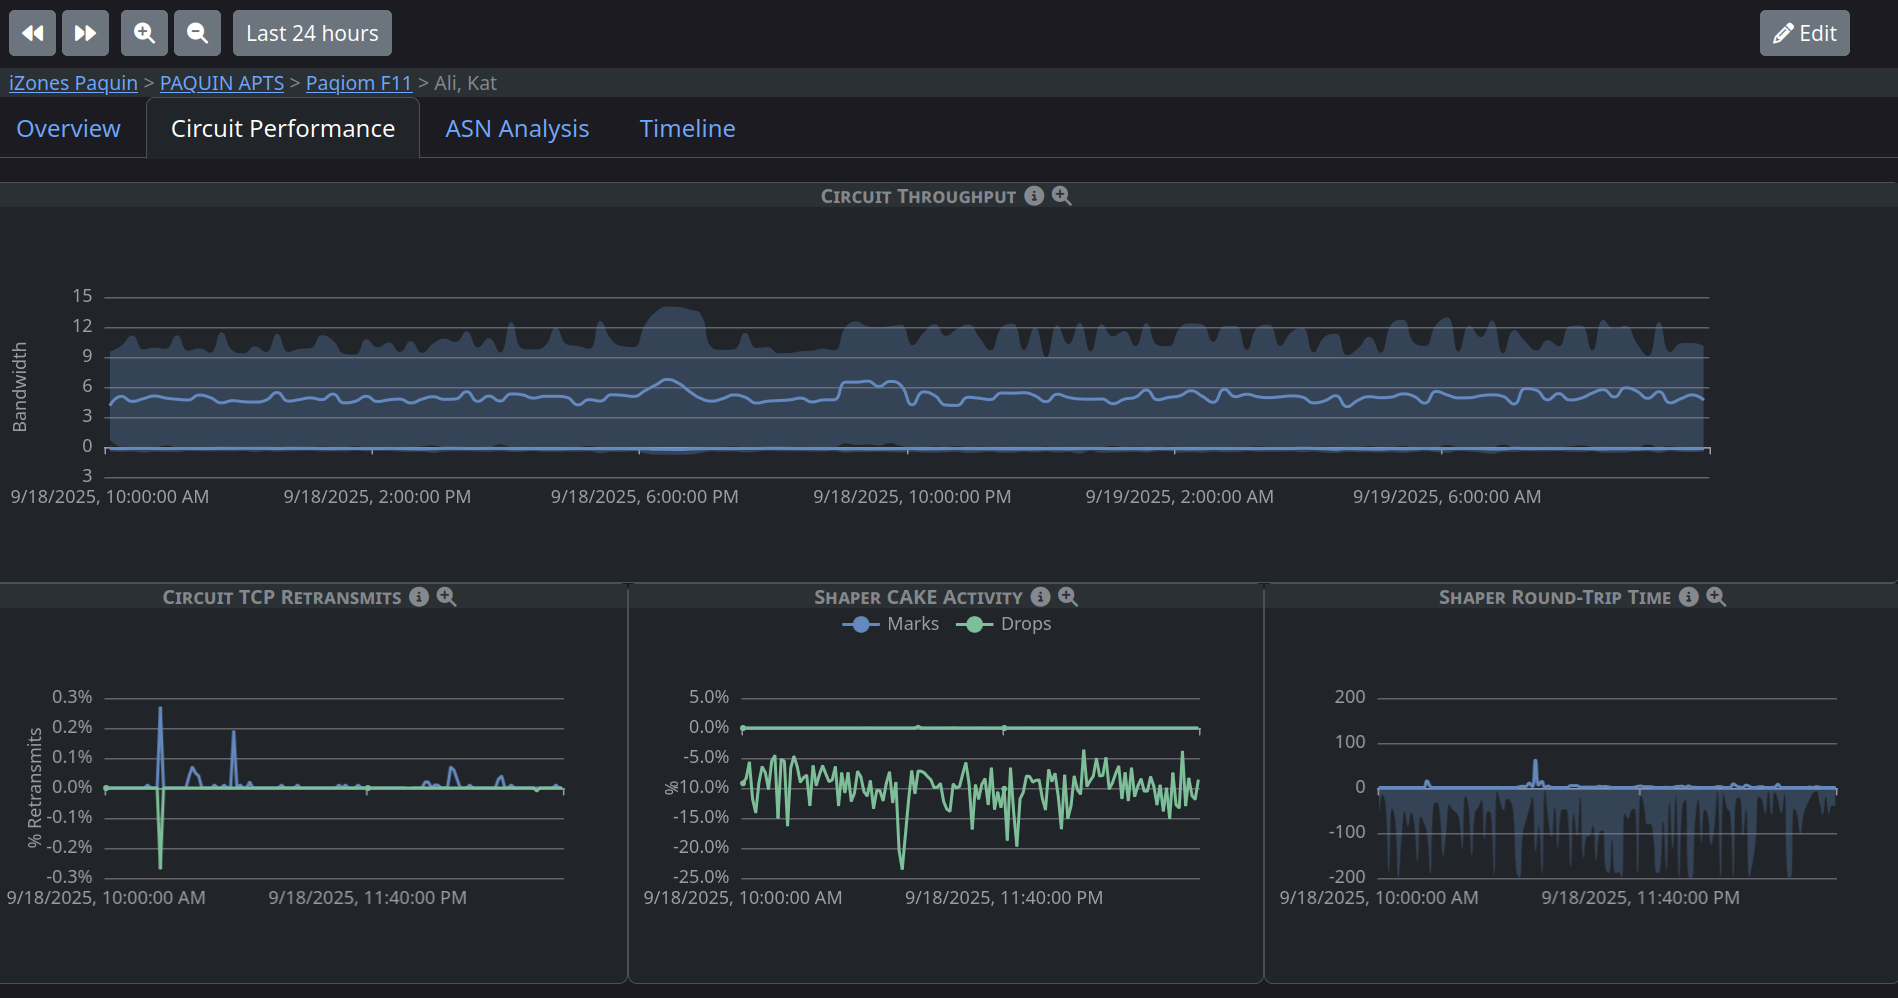 Last 24 hours
Edit
iZones Paquin > PAQUIN APTS > Paqiom F11 > Ali, Kat
Overview
Circuit Performance
ASN Analysis
Timeline
Circuit Throughput
Bandwidth
15
12
9
6
3
0
3
9/18/2025, 10:00:00 AM
9/18/2025, 2:00:00 PM
9/18/2025, 6:00:00 PM
9/18/2025, 10:00:00 PM
9/19/2025, 2:00:00 AM
9/19/2025, 6:00:00 AM
Circuit TCP Retransmits
% Retransmits
0.3%
0.2%
0.1%
0.0%
-0.1%
-0.2%
-0.3%
9/18/2025, 10:00:00 AM
9/18/2025, 11:40:00 PM
Shaper CAKE Activity
Marks
Drops
%
5.0%
0.0%
-5.0%
-10.0%
-15.0%
-20.0%
-25.0%
9/18/2025, 10:00:00 AM
9/18/2025, 11:40:00 PM
Shaper Round-Trip Time
200
100
0
-100
-200
9/18/2025, 10:00:00 AM
9/18/2025, 11:40:00 PM